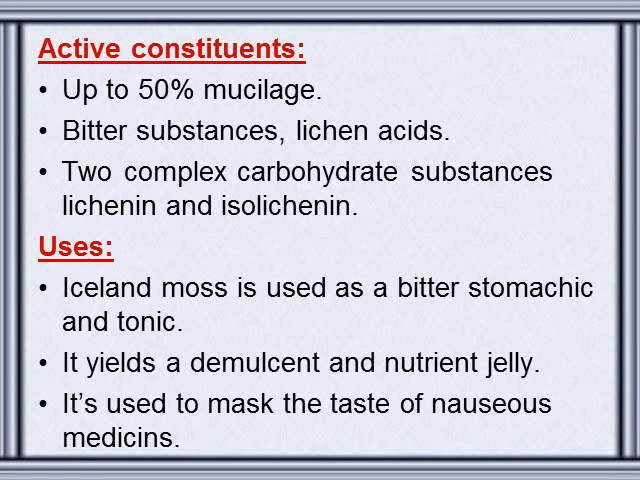 Active constituents:
• Up to 50% mucilage.
• Bitter substances, lichen acids.
• Two complex carbohydrate substances
lichenin and isolichenin.
Uses:
• Iceland moss is used as a bitter stomachic
and tonic.
• It yields a demulcent and nutrient jelly.
• It’s used to mask the taste of nauseous
medicins.